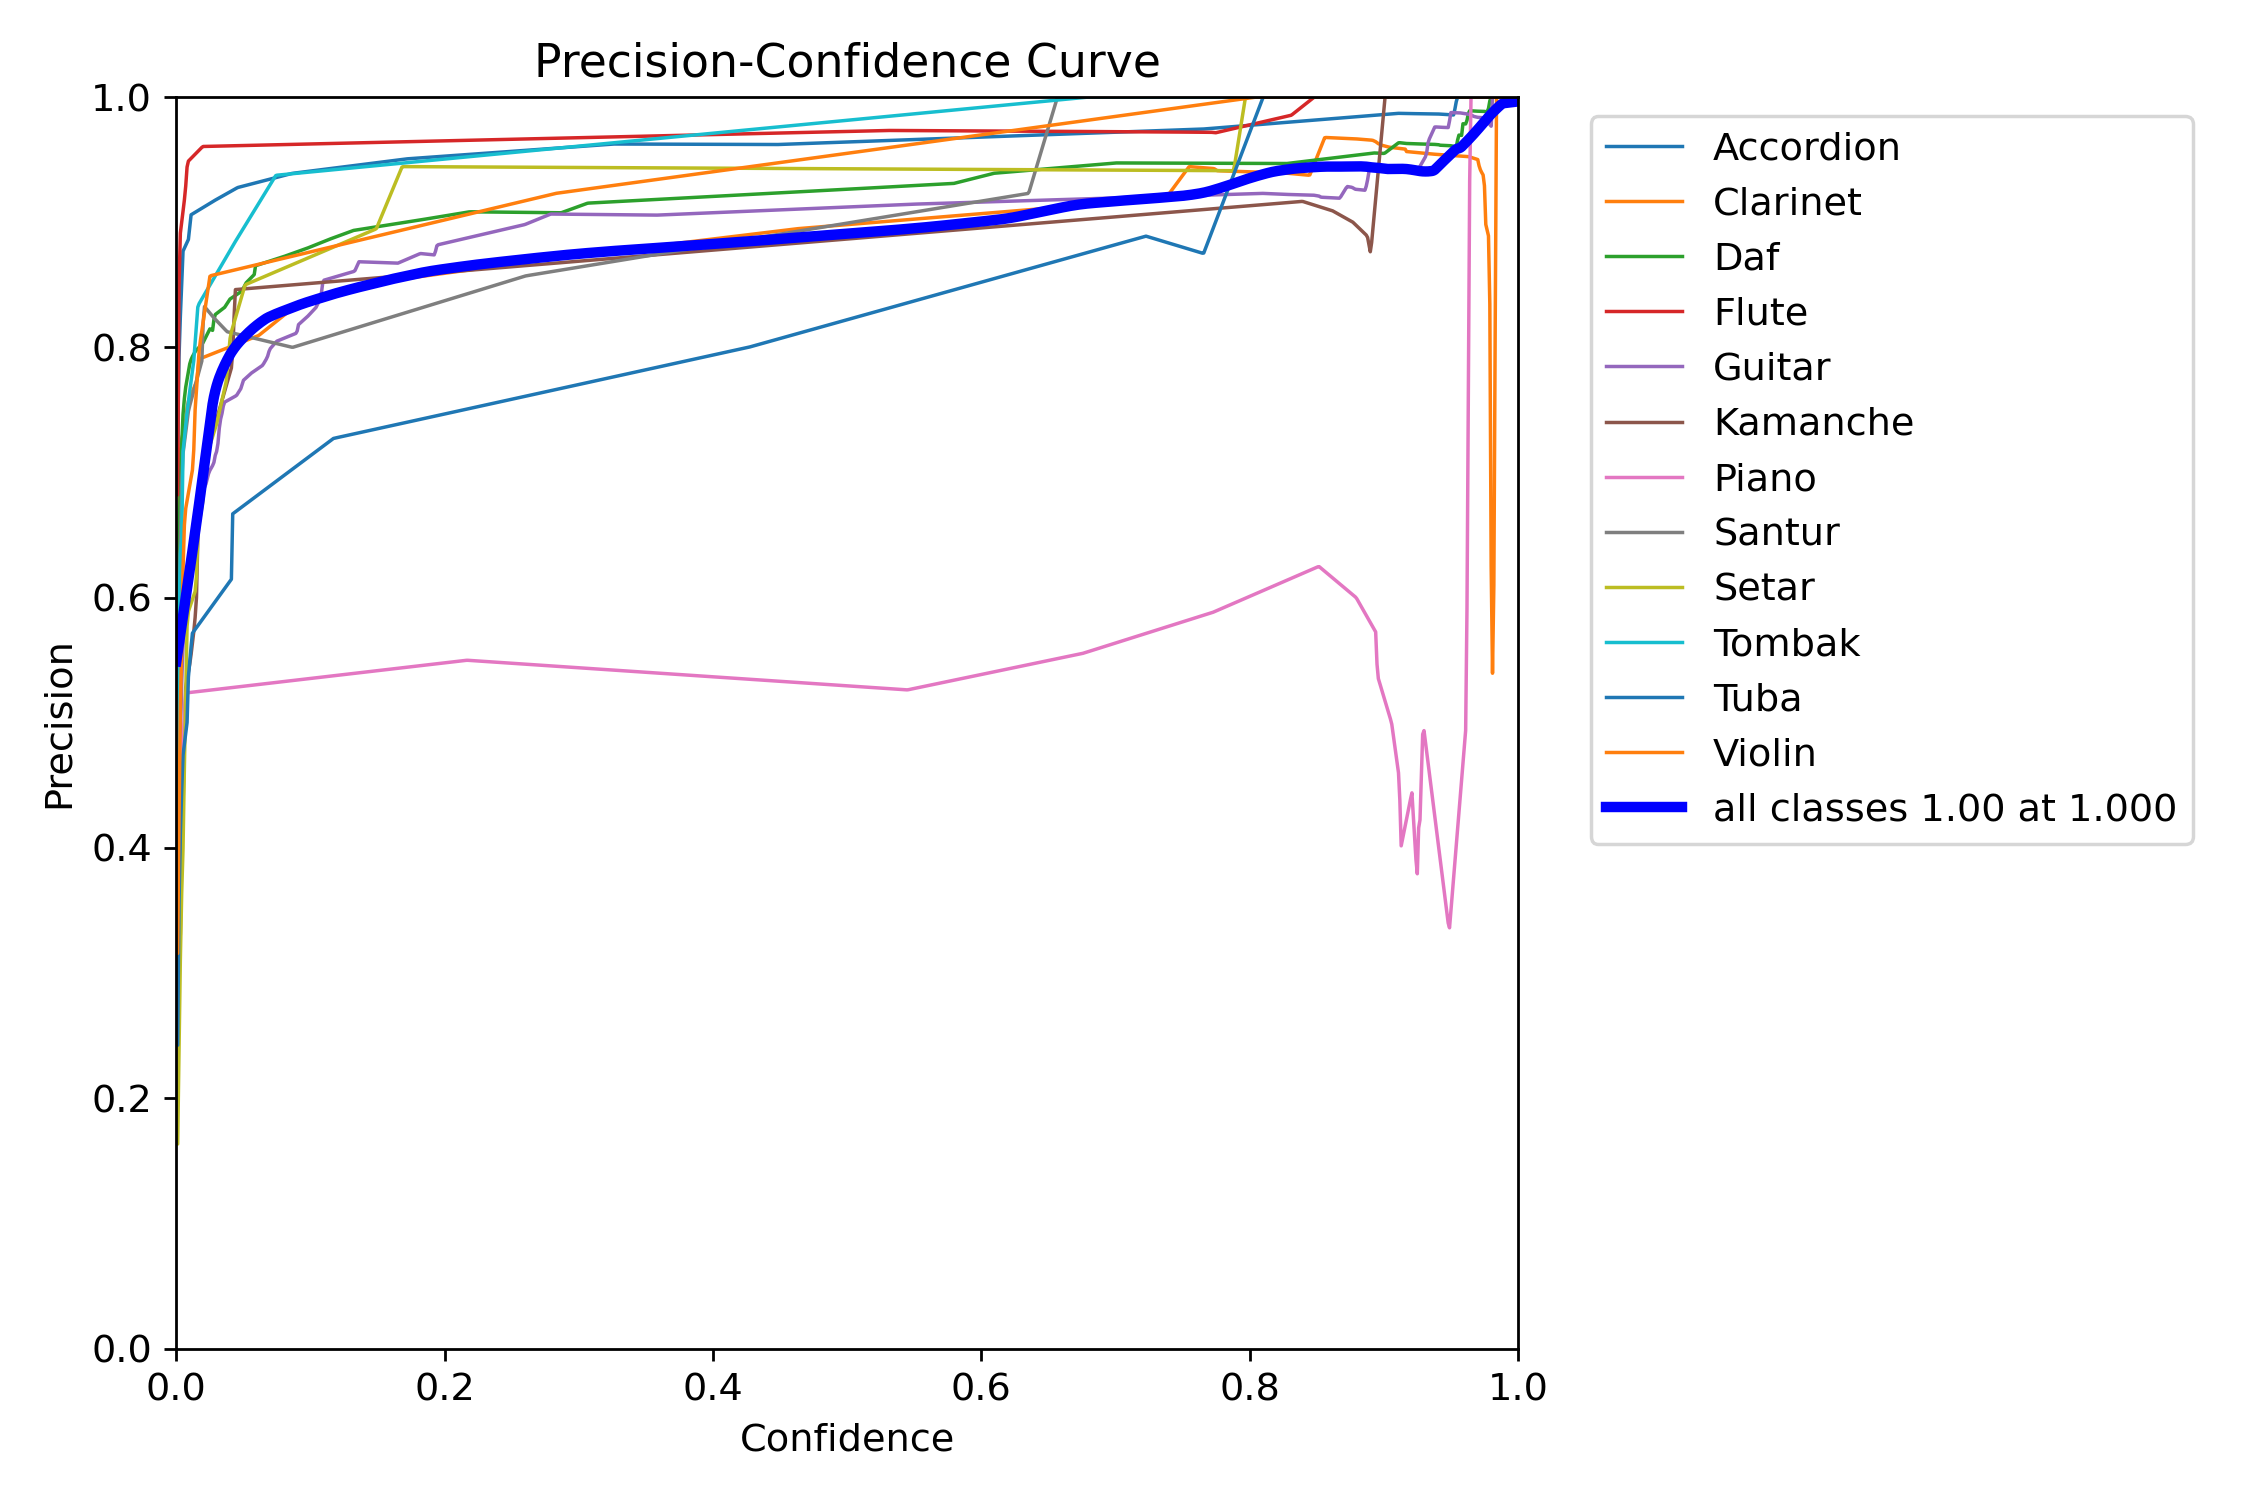 Precision-Confidence Curve
1.0
0.8
0.6
0.4
0.2
0.0
Precision
0.0 0.2 0.4 0.6 0.8 1.0
Confidence
Accordion
Clarinet
Daf
Flute
Guitar
Kamanche
Piano
Santur
Setar
Tombak
Tuba
Violin
all classes 1.00 at 1.000